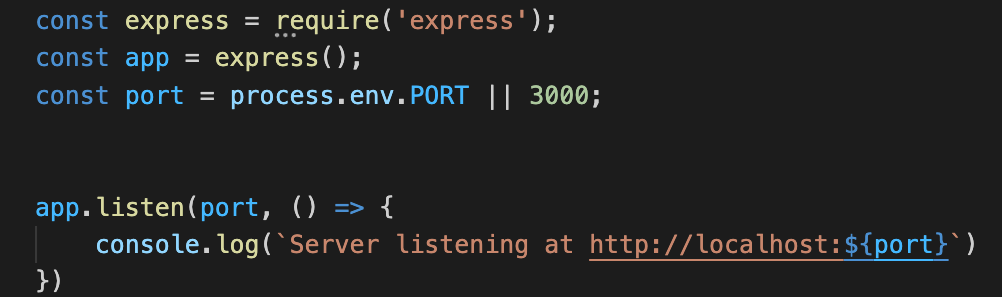 const express = require('express');
const app = express();
const port = process.env.PORT || 3000;
app.listen(port, () => {
    console.log(`Server listening at http://localhost:${port}`)
})